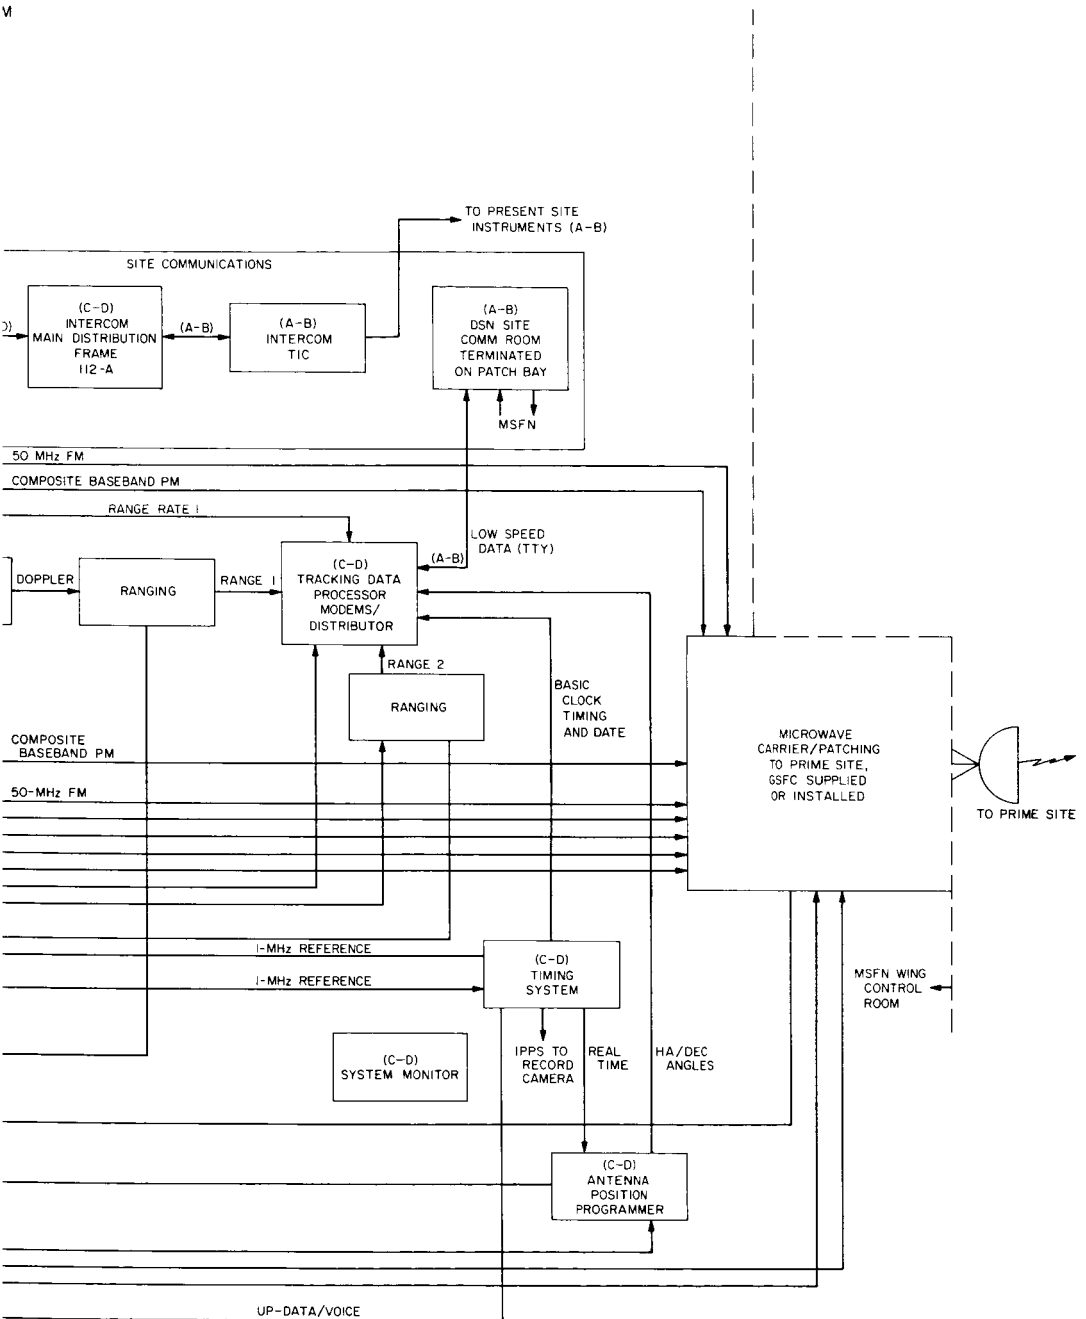 M
TO PRESENT SITE
INSTRUMENTS (A-B)
SITE COMMUNICATIONS
(C-D)
INTERCOM
MAIN DISTRIBUTION
FRAME
112-A
(A-B)
(A-B)
INTERCOM
TIC
(A-B)
DSN SITE
COMM ROOM
TERMINATED
ON PATCH BAY
MSFN
50 MHz FM
COMPOSITE BASEBAND PM
RANGE RATE 1
LOW SPEED
DATA (TTY)
(A-B)
DOPPLER
RANGING
RANGE 1
(C-D)
TRACKING DATA
PROCESSOR
MODEMS/
DISTRIBUTOR
RANGE 2
RANGING
BASIC
CLOCK
TIMING
AND DATE
COMPOSITE
BASEBAND PM
50-MHz FM
MICROWAVE
CARRIER/PATCHING
TO PRIME SITE,
GSFC SUPPLIED
OR INSTALLED
TO PRIME SITE
1-MHz REFERENCE
1-MHz REFERENCE
(C-D)
TIMING
SYSTEM
MSFN WING
CONTROL
ROOM
(C-D)
SYSTEM MONITOR
1PPS TO
RECORD
CAMERA
REAL
TIME
HA/DEC
ANGLES
(C-D)
ANTENNA
POSITION
PROGRAMMER
UP-DATA/VOICE